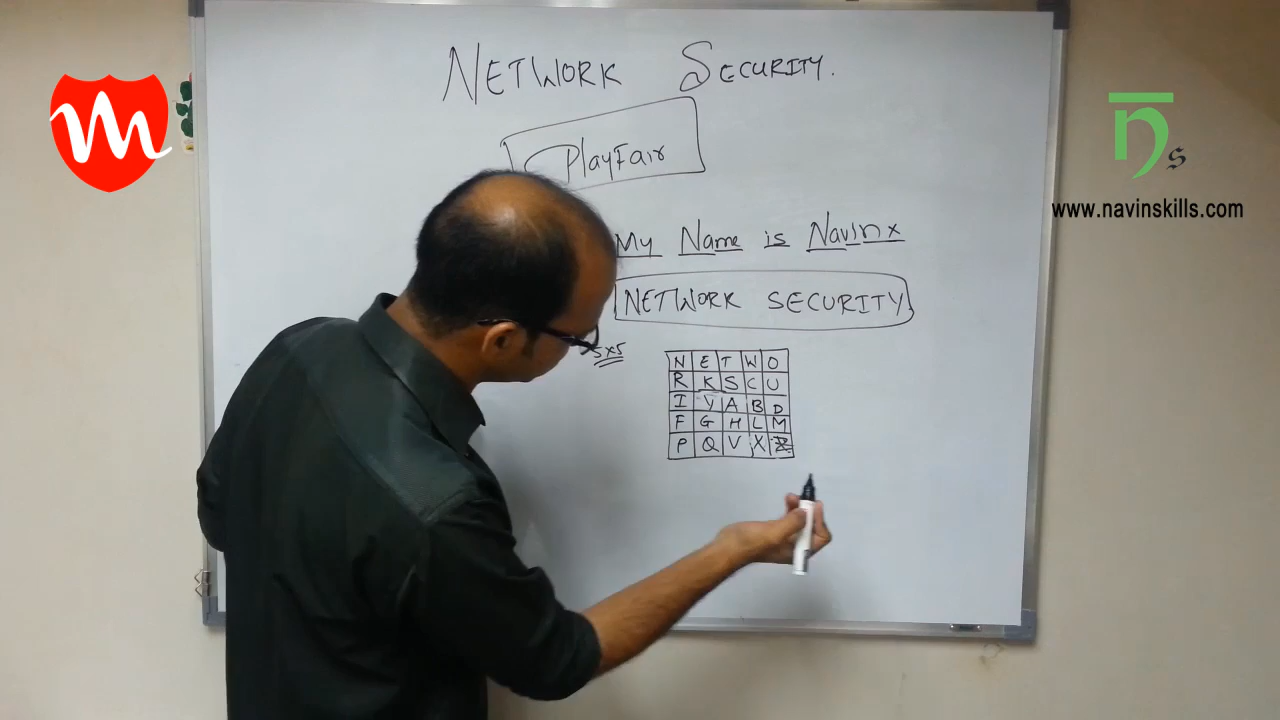 NETWORK SECURITY.
PlayFair
My Name is Navinx
NETWORK SECURITY
5x5
N E T W O
R K S C U
I Y A B D
F G H L M
P Q V X Z
n s
www.navinskills.com